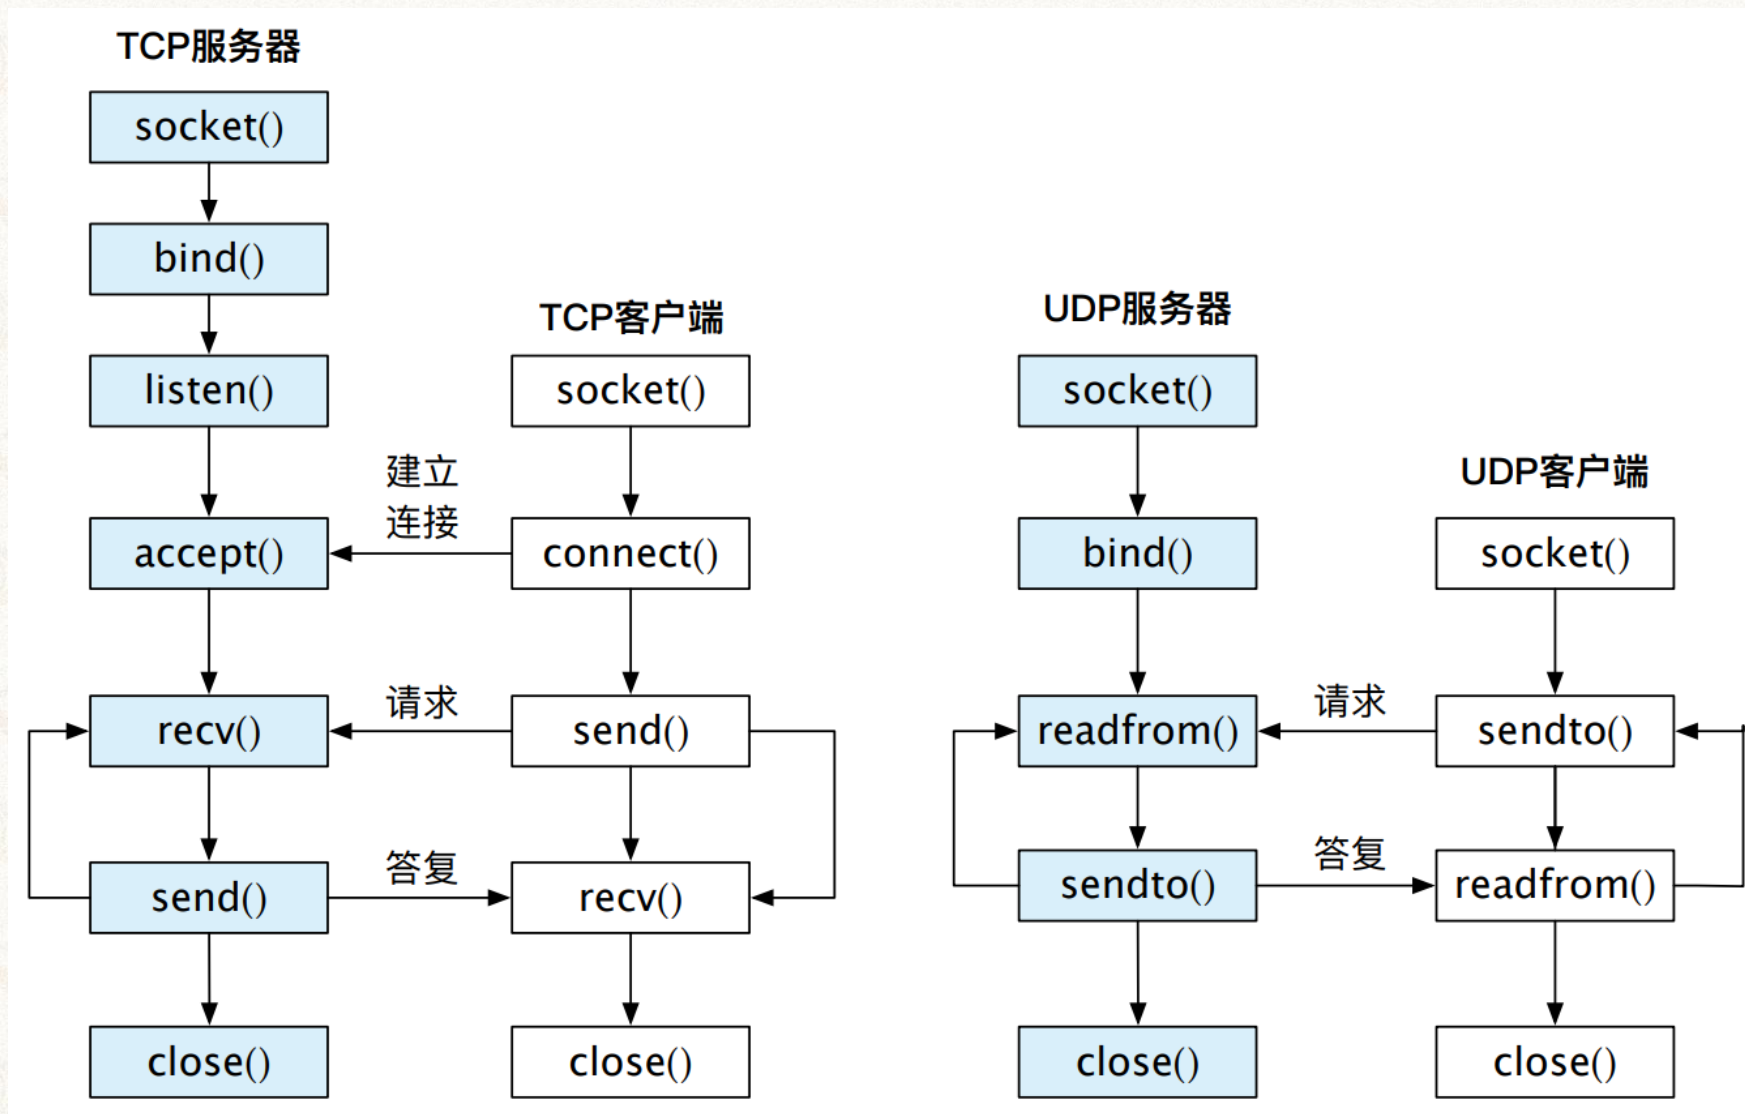 TCP服务器
socket()
bind()
listen()
accept()
recv()
send()
close()
建立
连接
请求
答复
TCP客户端
socket()
connect()
send()
recv()
close()
UDP服务器
socket()
bind()
readfrom()
sendto()
close()
请求
答复
UDP客户端
socket()
sendto()
readfrom()
close()